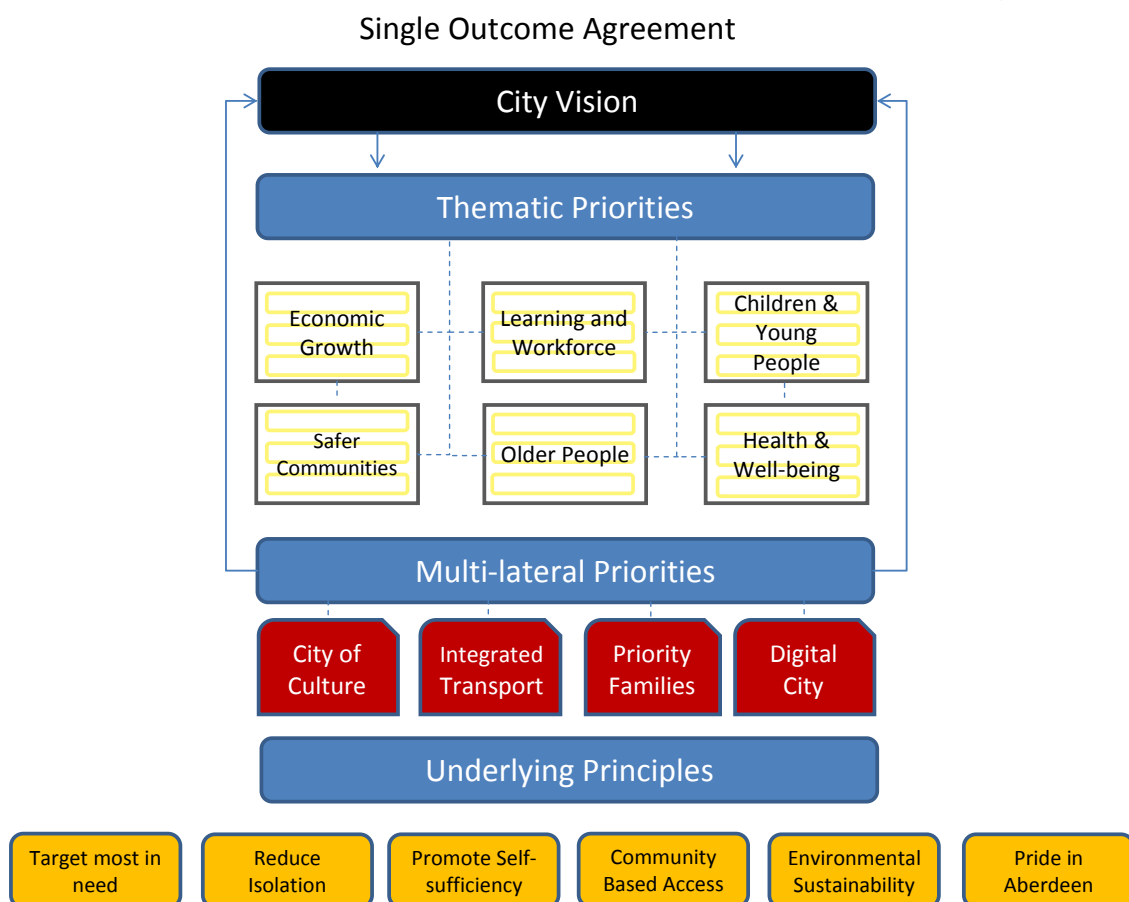 Single Outcome Agreement
City Vision
Thematic Priorities
Economic
Growth
Learning and
Workforce
Children &
Young
People
Safer
Communities
Older People
Health &
Well-being
Multi-lateral Priorities
City of
Culture
Integrated
Transport
Priority
Families
Digital
City
Underlying Principles
Target most in
need
Reduce
Isolation
Promote Self-
sufficiency
Community
Based Access
Environmental
Sustainability
Pride in
Aberdeen